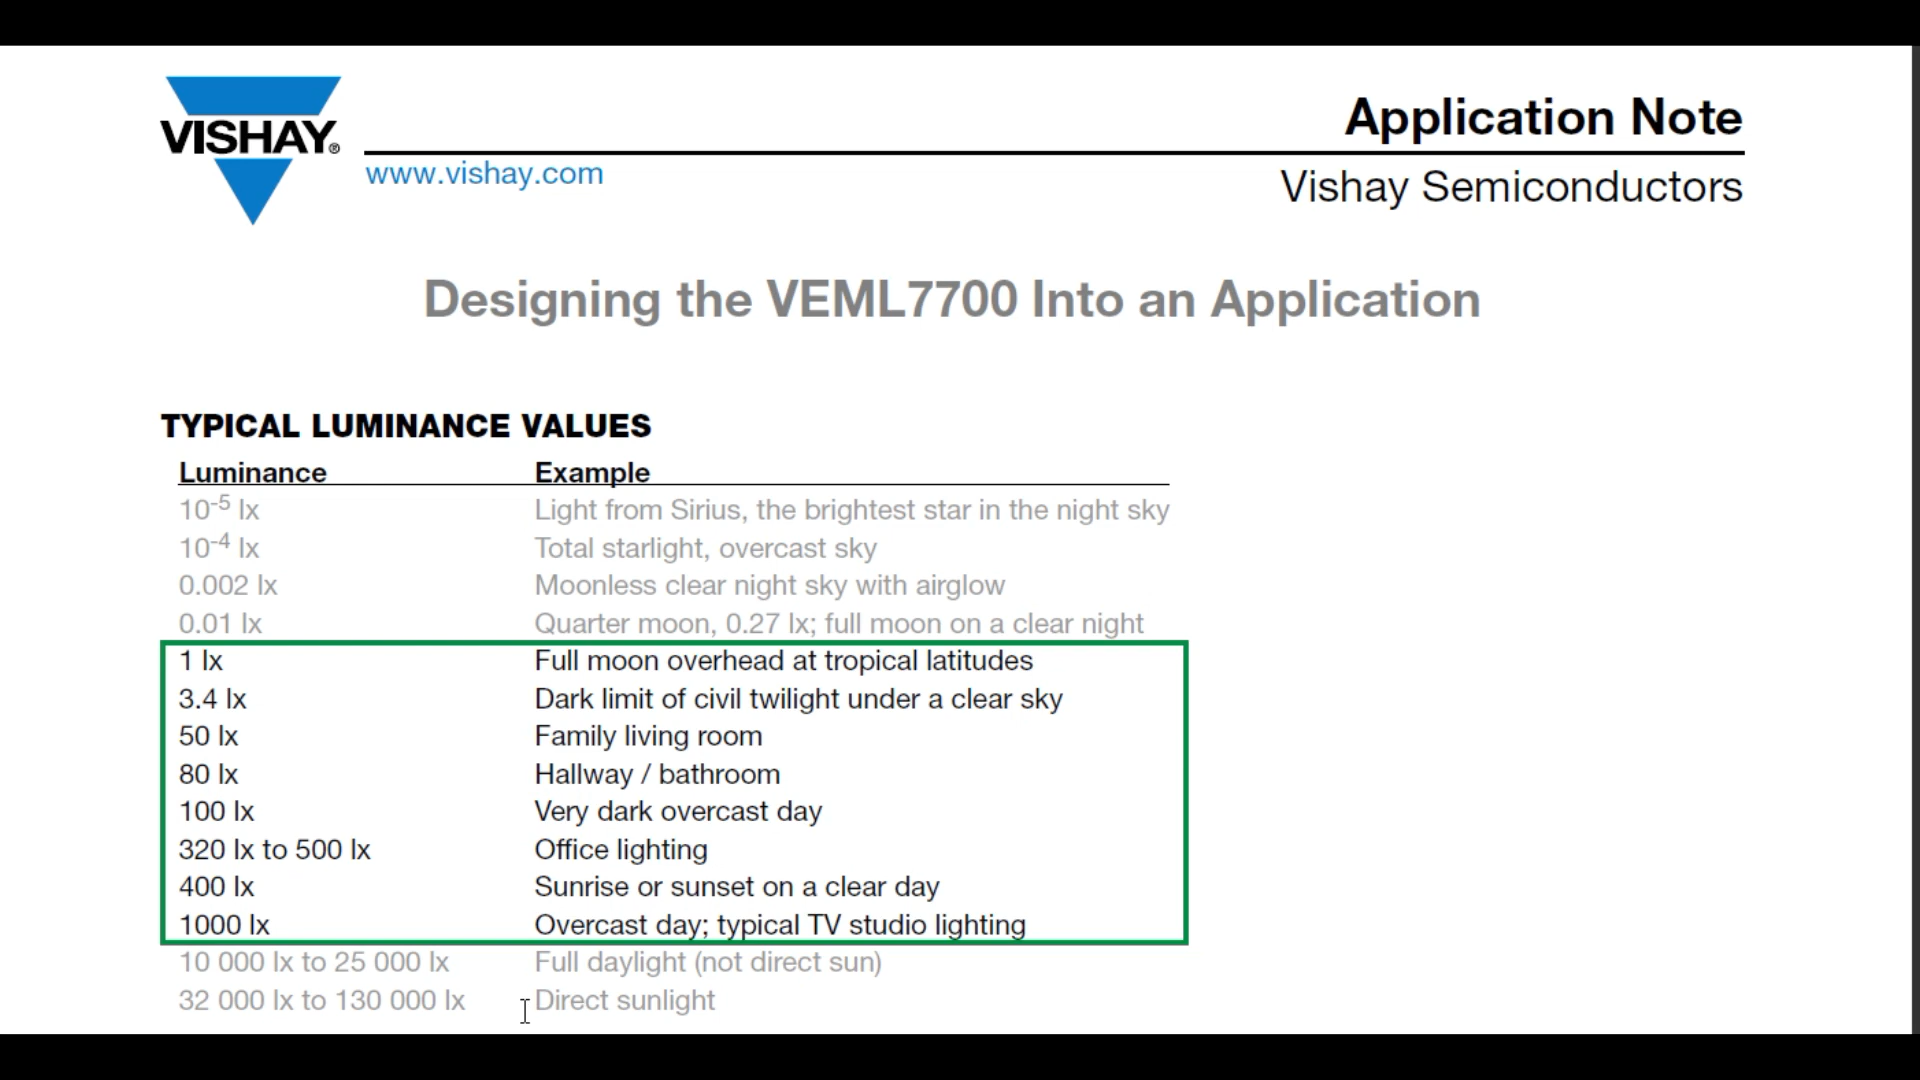 VISHAY®
www.vishay.com
Application Note
Vishay Semiconductors
Designing the VEML7700 Into an Application
TYPICAL LUMINANCE VALUES
Luminance Example
10⁻⁵ lx Light from Sirius, the brightest star in the night sky
10⁻⁴ lx Total starlight, overcast sky
0.002 lx Moonless clear night sky with airglow
0.01 lx Quarter moon, 0.27 lx; full moon on a clear night
1 lx Full moon overhead at tropical latitudes
3.4 lx Dark limit of civil twilight under a clear sky
50 lx Family living room
80 lx Hallway / bathroom
100 lx Very dark overcast day
320 lx to 500 lx Office lighting
400 lx Sunrise or sunset on a clear day
1000 lx Overcast day; typical TV studio lighting
10 000 lx to 25 000 lx Full daylight (not direct sun)
32 000 lx to 130 000 lx Direct sunlight